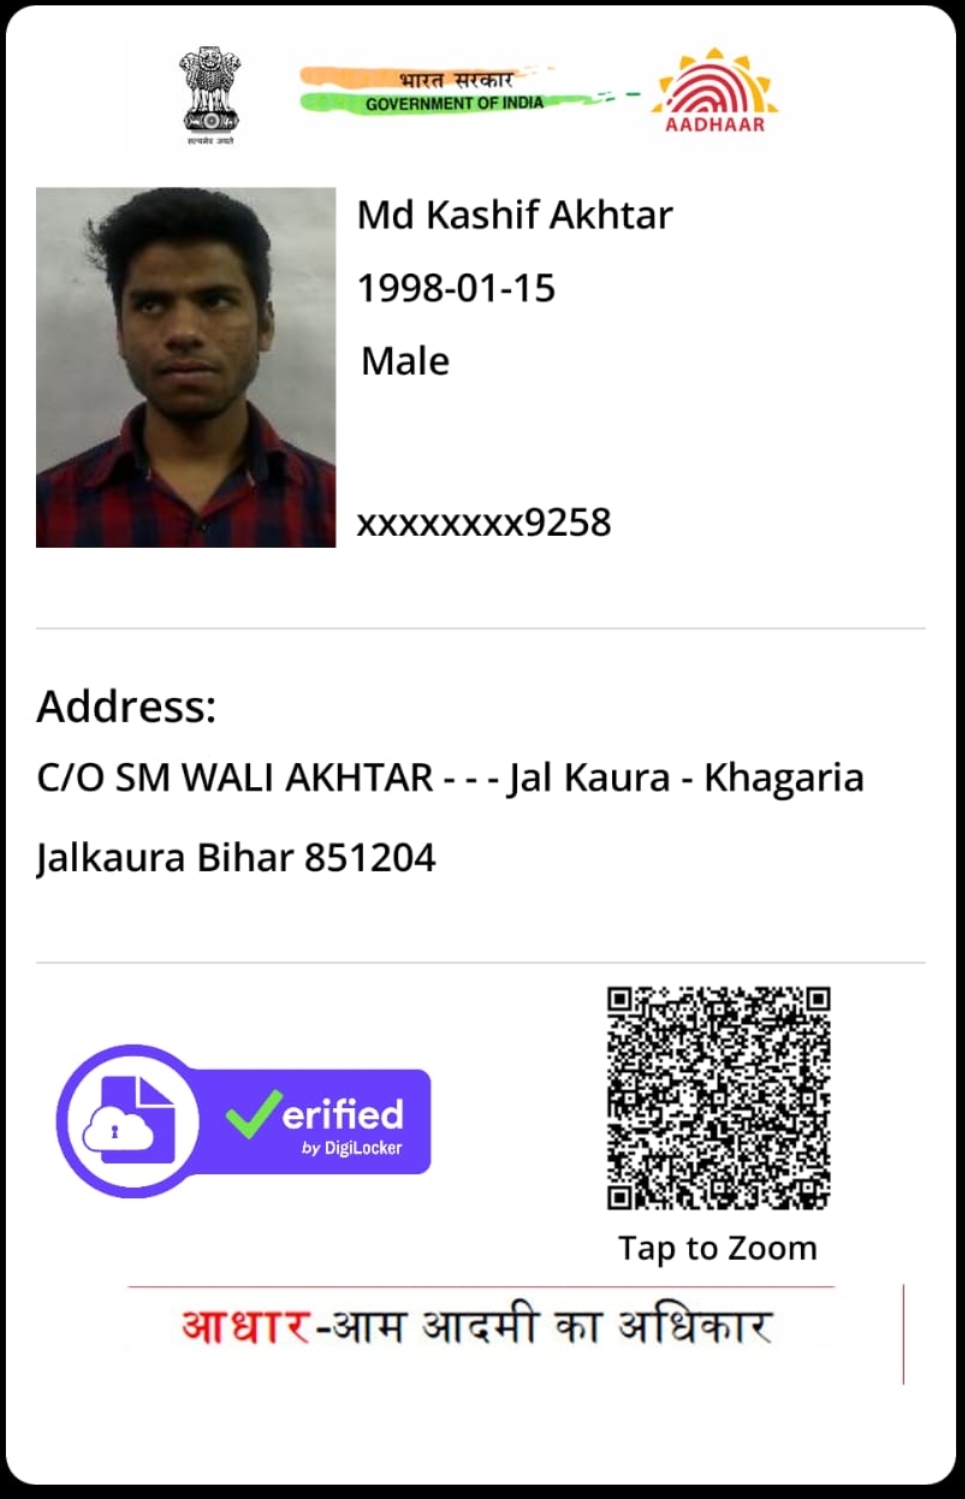 सत्यमेव जयते
भारत सरकार
GOVERNMENT OF INDIA
AADHAAR
Md Kashif Akhtar
1998-01-15
Male
xxxxxxxx9258
Address:
C/O SM WALI AKHTAR - - - Jal Kaura - Khagaria
Jalkaura Bihar 851204
erified
by DigiLocker
Tap to Zoom
आधार-आम आदमी का अधिकार